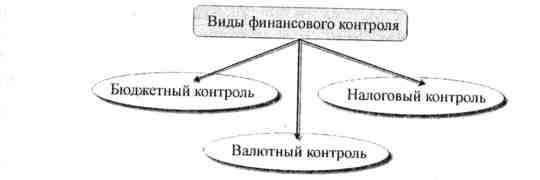 Виды финансового контроля
Бюджетный контроль
Налоговый контроль
Валютный контроль